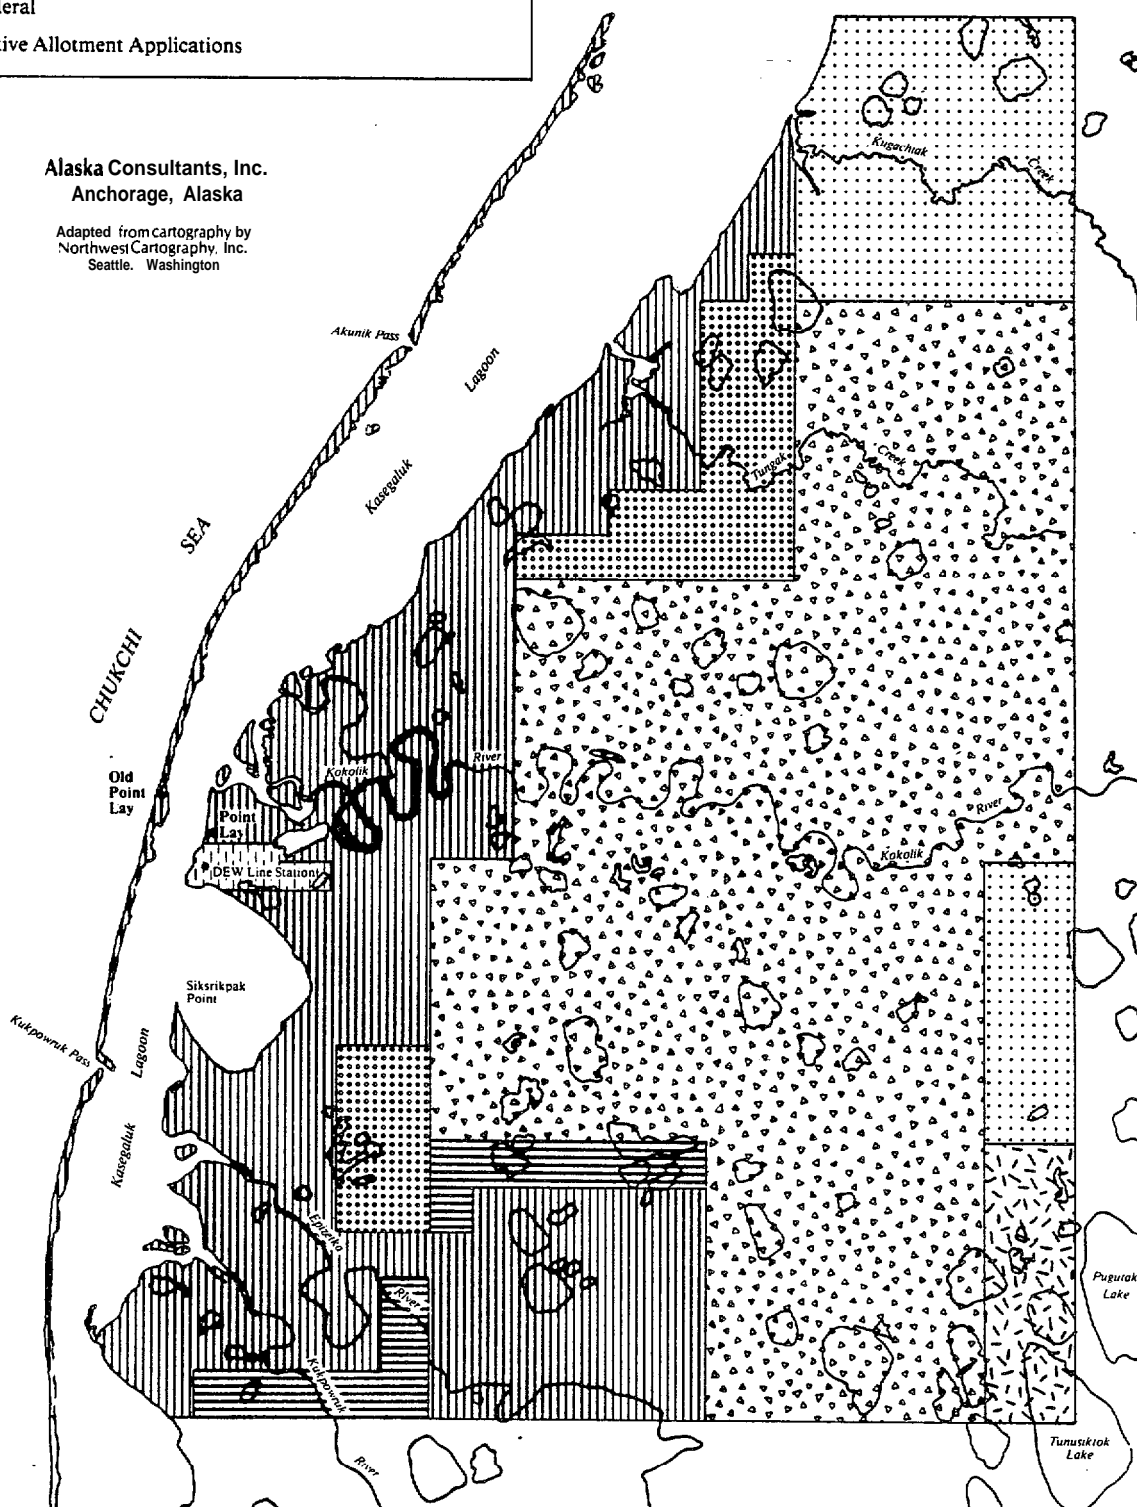 leral
tive Allotment Applications
Alaska Consultants, Inc.
Anchorage, Alaska
Adapted from cartography by
Northwest Cartography, Inc.
Seattle. Washington
Kugachiak
Creek
Akunik Pass
Lagoon
Kasegaluk
Tungak
Creek
SEA
CHUKCHI
Old
Point
Lay
Kokolik
River
Point
Lay
DEW Line Station
River
Kokolik
Siksrikpak
Point
Kukpowruk Pass
Lagoon
Kasegaluk
Epizetka
River
Kukpowruk
River
Pugutak
Lake
Tunusiktok
Lake